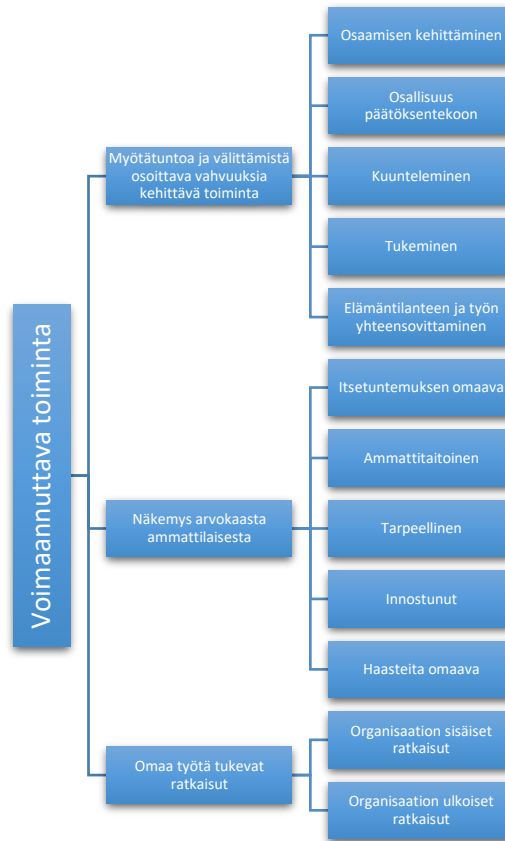 Voimaannuttava toiminta
Myötätuntoa ja välittämistä
osoittava vahvuuksia
kehittävä toiminta
Osaamisen kehittäminen
Osallisuus
päätöksentekoon
Kuunteleminen
Tukeminen
Elämäntilanteen ja työn
yhteensovittaminen
Näkemys arvokaasta
ammattilaisesta
Itsetuntemuksen omaava
Ammattitaitoinen
Tarpeellinen
Innostunut
Haasteita omaava
Omaa työtä tukevat
ratkaisut
Organisaation sisäiset
ratkaisut
Organisaation ulkoiset
ratkaisut